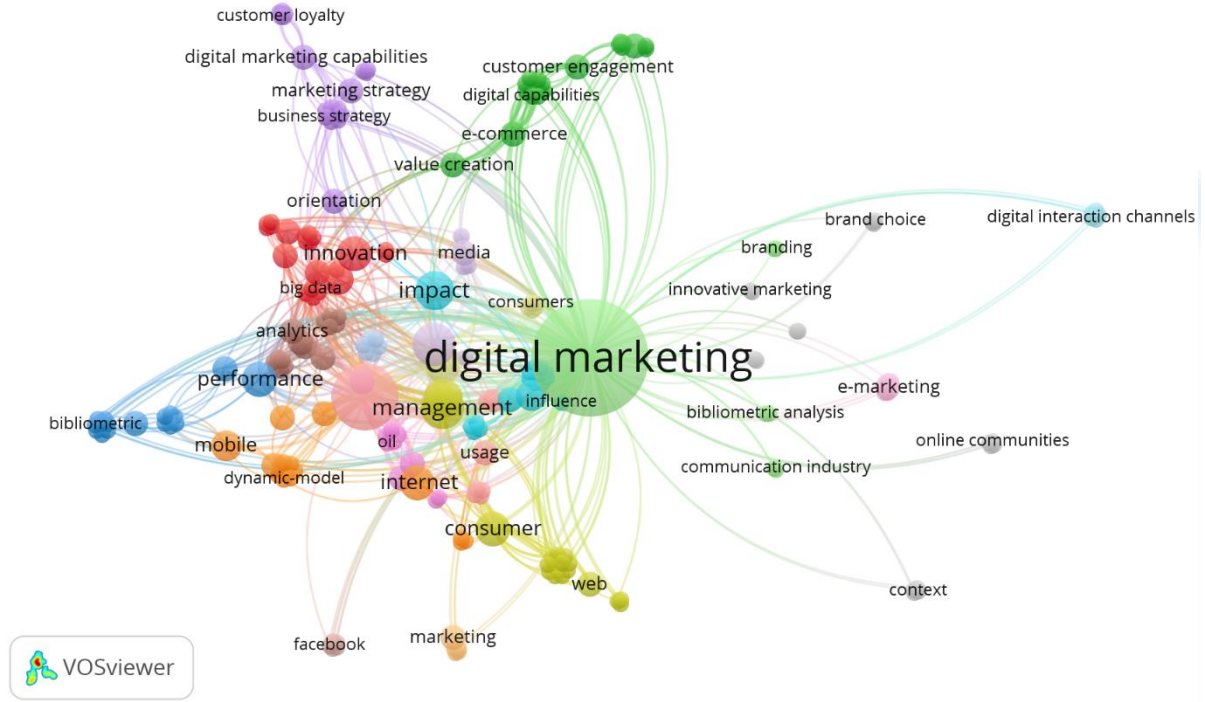 customer loyalty
digital marketing capabilities
customer engagement
marketing strategy
digital capabilities
business strategy
e-commerce
value creation
orientation
digital interaction channels
brand choice
branding
innovation
media
big data
impact
innovative marketing
consumers
analytics
digital marketing
performance
e-marketing
management
influence
bibliometric analysis
bibliometric
mobile
oil
online communities
usage
communication industry
dynamic-model
internet
consumer
web
context
facebook
marketing
VOSviewer